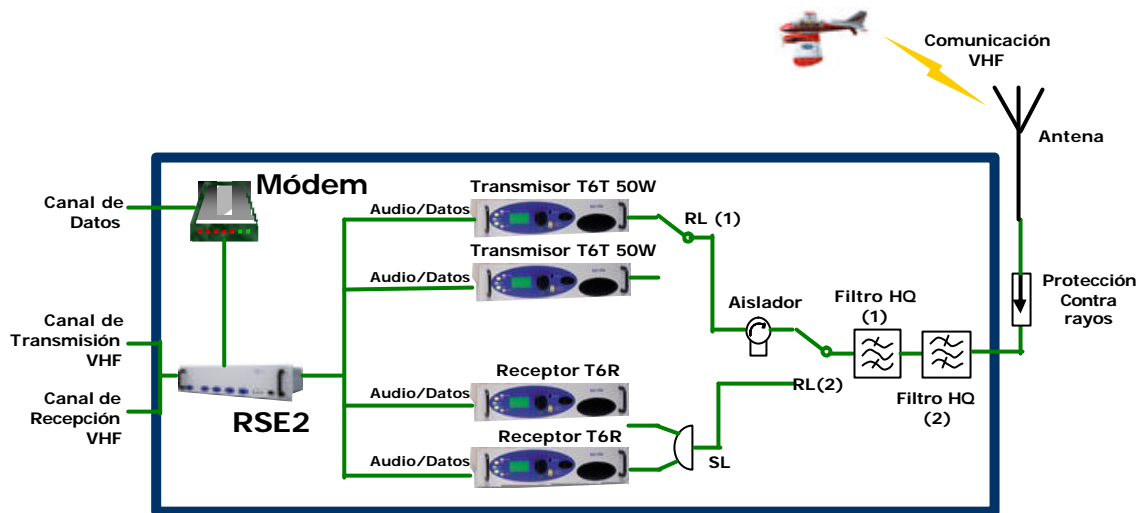 Comunicación
VHF
Antena
Módem
Canal de
Datos
Transmisor T6T 50W
Audio/Datos
RL (1)
Transmisor T6T 50W
Audio/Datos
Aislador
Filtro HQ
(1)
Protección
Contra
rayos
Canal de
Transmisión
VHF
Canal de
Recepción
VHF
RSE2
Receptor T6R
Audio/Datos
RL(2)
Filtro HQ
(2)
Receptor T6R
Audio/Datos
SL